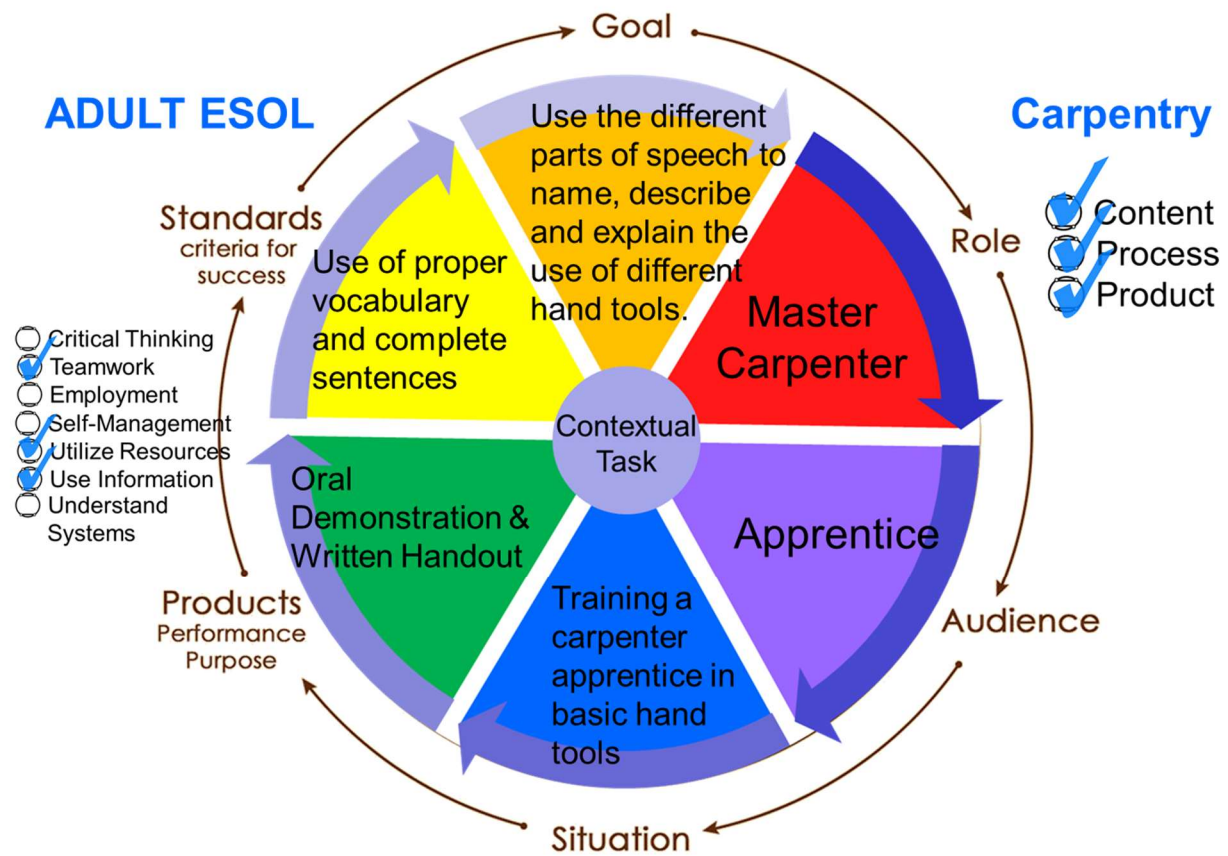 Goal
ADULT ESOL
Carpentry
Content
Process
Product
Standards
criteria for
success
Role
Use the different
parts of speech to
name, describe
and explain the
use of different
hand tools.
Use of proper
vocabulary
and complete
sentences
Master
Carpenter
Critical Thinking
Teamwork
Employment
Self-Management
Utilize Resources
Use Information
Understand
Systems
Contextual
Task
Oral
Demonstration &
Written Handout
Apprentice
Training a
carpenter
apprentice in
basic hand
tools
Products
Performance
Purpose
Audience
Situation